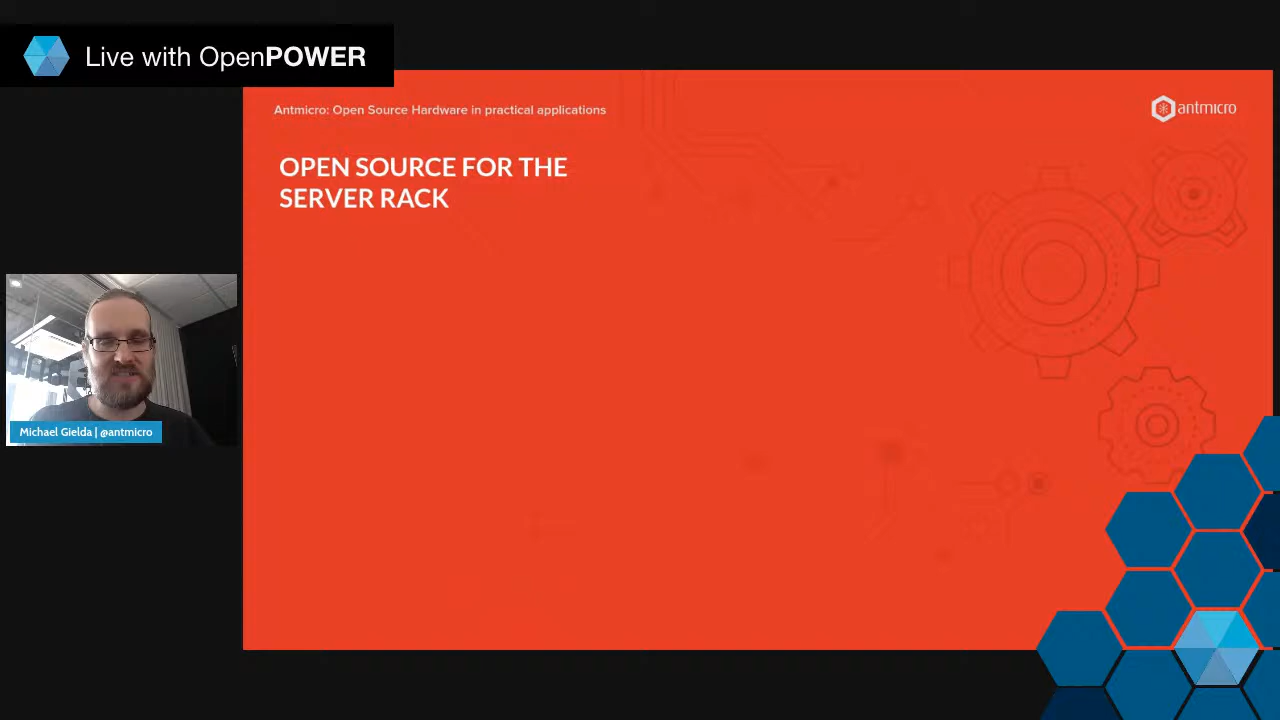 Live with OpenPOWER
Antmicro: Open Source Hardware in practical applications
antmicro
OPEN SOURCE FOR THE
SERVER RACK
Michael Gielda | @antmicro